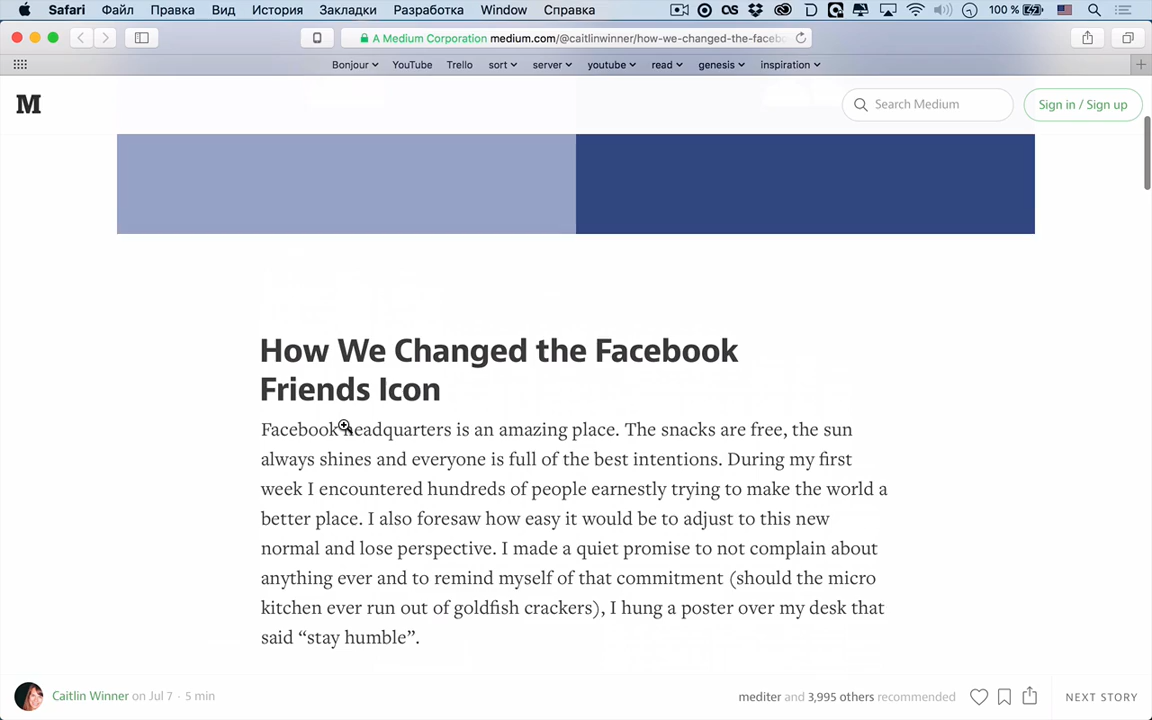 Safari Файл Правка Вид История Закладки Разработка Window Справка 100 %
A Medium Corporation medium.com/@caitlinwinner/how-we-changed-the-faceb
Bonjour YouTube Trello sort server youtube read genesis inspiration
M Search Medium Sign in / Sign up
How We Changed the Facebook
Friends Icon
Facebook headquarters is an amazing place. The snacks are free, the sun
always shines and everyone is full of the best intentions. During my first
week I encountered hundreds of people earnestly trying to make the world a
better place. I also foresaw how easy it would be to adjust to this new
normal and lose perspective. I made a quiet promise to not complain about
anything ever and to remind myself of that commitment (should the micro
kitchen ever run out of goldfish crackers), I hung a poster over my desk that
said “stay humble”.
Caitlin Winner on Jul 7 · 5 min mediter and 3,995 others recommended NEXT STORY